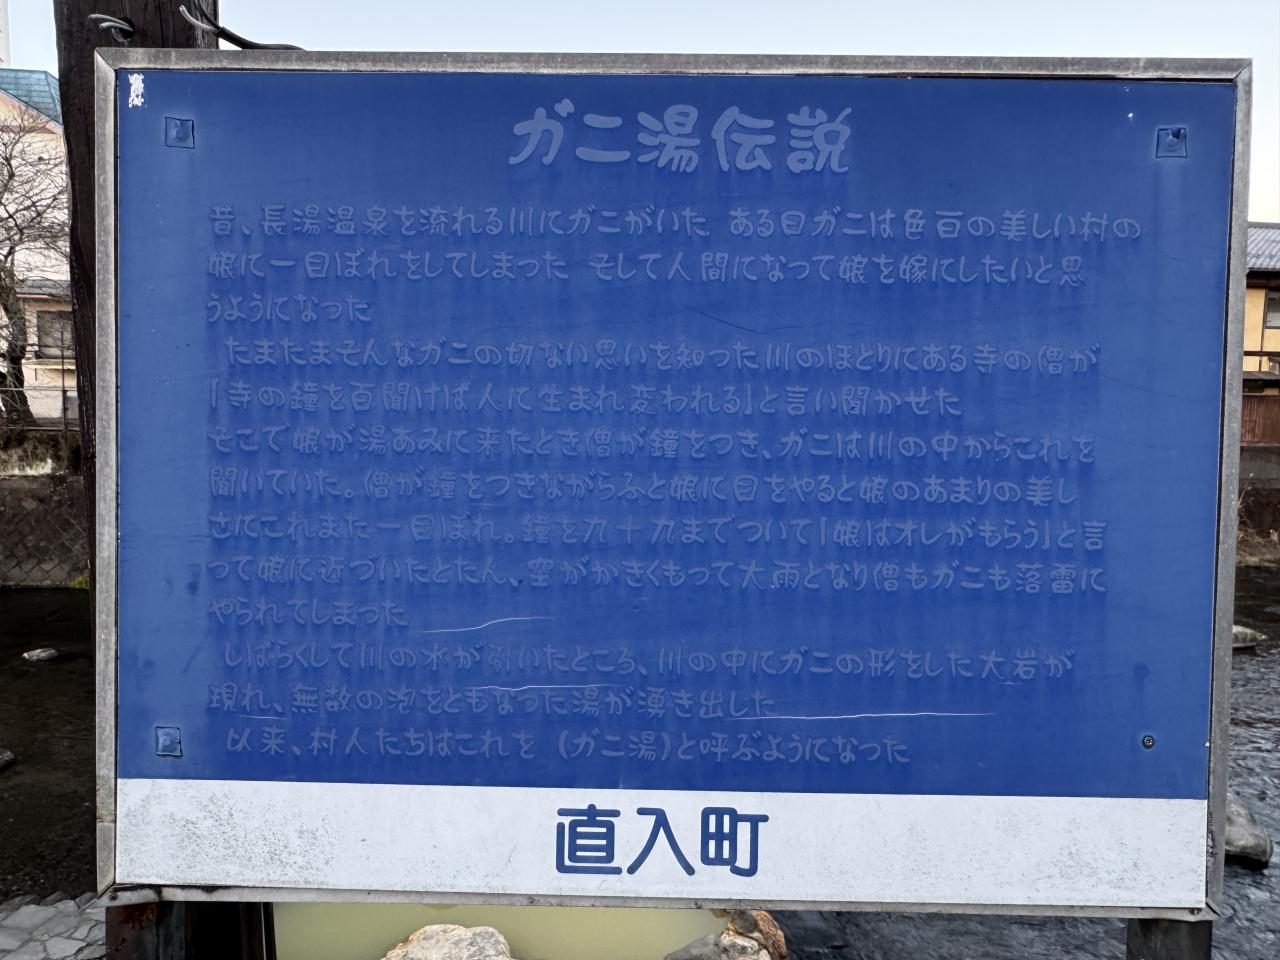 ガニ湯伝説
昔、長湯温泉を流れる川にガニがいた ある日ガニは色百の美しい村の
娘に一目ぼれをしてしまった そして人間になって娘を嫁にしたいと思
うようになった
たまたまそんなガニの切ない思いを知った川のほとりにある寺の僧が
「寺の鐘を百聞けば人に生まれ変われる」と言い聞かせた
そこで娘が湯あみに来たとき僧が鐘をつき、ガニは川の中からこれを
聞いていた。僧が鐘をつきながらふと娘に目をやると娘のあまりの美し
さにこれまた一目ぼれ。鐘を九十九までついて「娘はオレがもらう」と言
って娘に近づいたとたん、空がかきくもって大雨となり僧もガニも落雷に
やられてしまった
しばらくして川の水が引いたところ、川の中にガニの形をした大岩が
現れ、無数の泡をともなった湯が湧き出した
以来、村人たちはこれを(ガニ湯)と呼ぶようになった
直入町